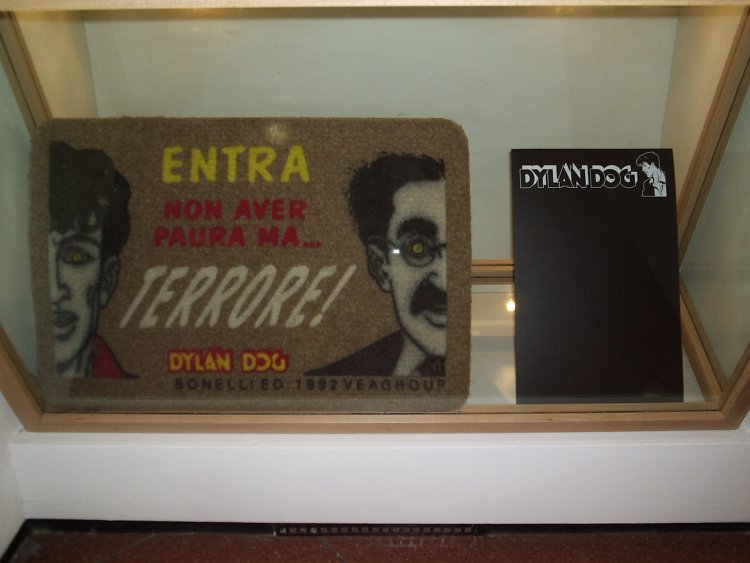 ENTRA
NON AVER
PAURA MA...
TERRORE!
DYLAN DOG
BONELLI ED. 1992 VEAGHOUR
DYLAN DOG